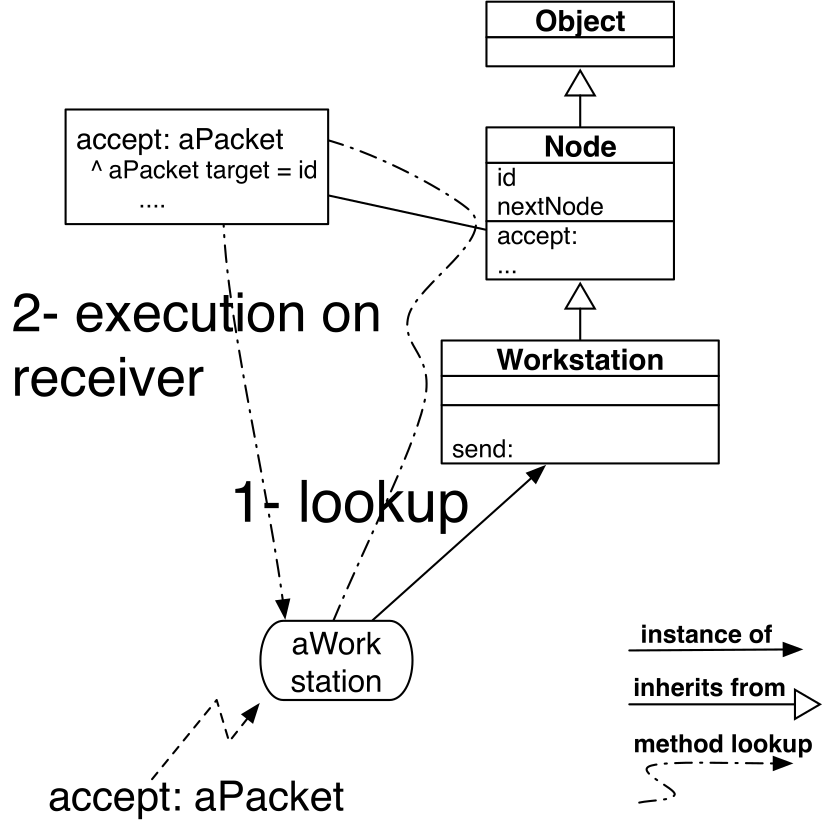 Object
Node
id
nextNode
accept:
...
accept: aPacket
^ aPacket target = id
....
2- execution on
receiver
Workstation
send:
1- lookup
aWork
station
accept: aPacket
instance of
inherits from
method lookup